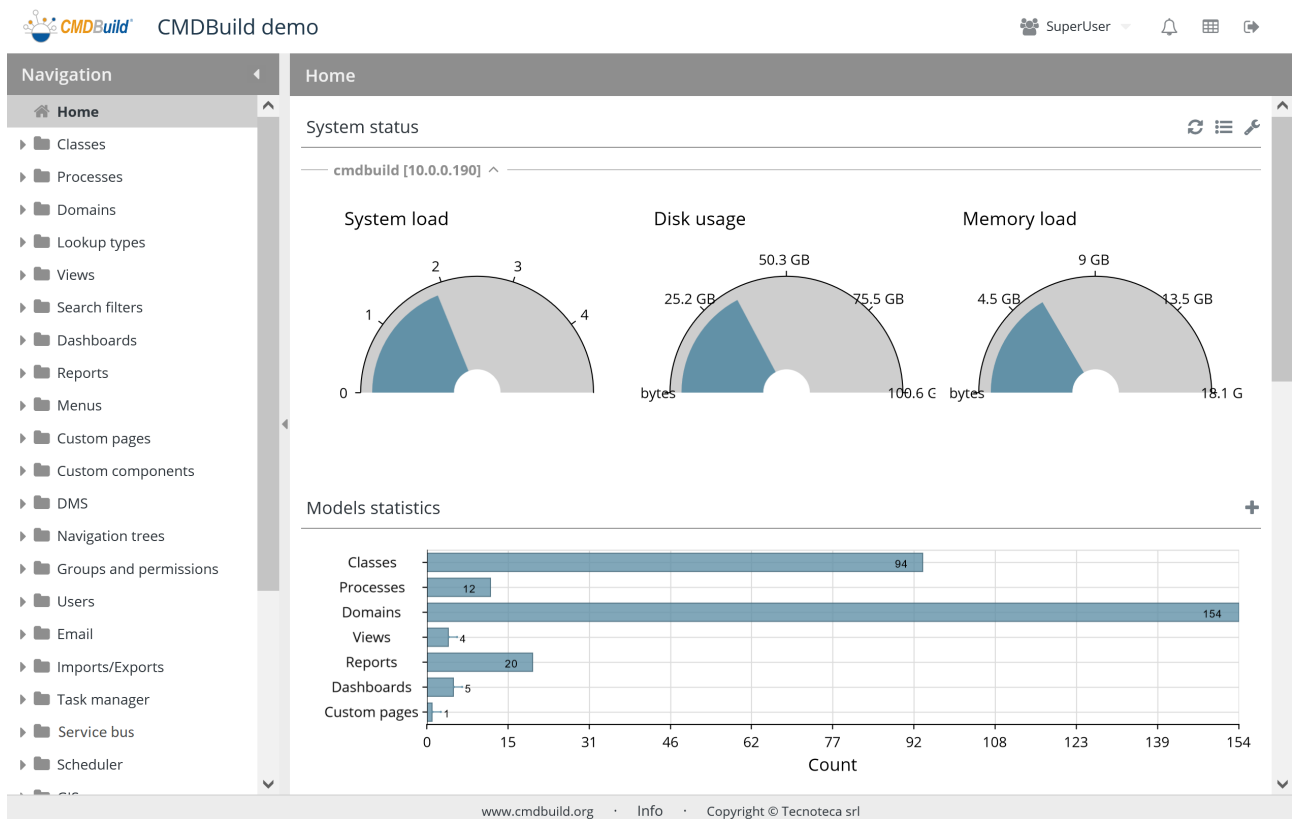 CMDBuild CMDBuild demo
SuperUser
Navigation
Home
Classes
Processes
Domains
Lookup types
Views
Search filters
Dashboards
Reports
Menus
Custom pages
Custom components
DMS
Navigation trees
Groups and permissions
Users
Email
Imports/Exports
Task manager
Service bus
Scheduler
Home
System status
cmdbuild [10.0.0.190]
System load
0
1
2
3
4
Disk usage
bytes
25.2 GB
50.3 GB
75.5 GB
100.6 G
Memory load
bytes
4.5 GB
9 GB
13.5 GB
18.1 G
Models statistics
Classes 94
Processes 12
Domains 154
Views 4
Reports 20
Dashboards 5
Custom pages 1
0 15 31 46 62 77 92 108 123 139 154
Count
www.cmdbuild.org · Info · Copyright © Tecnoteca srl